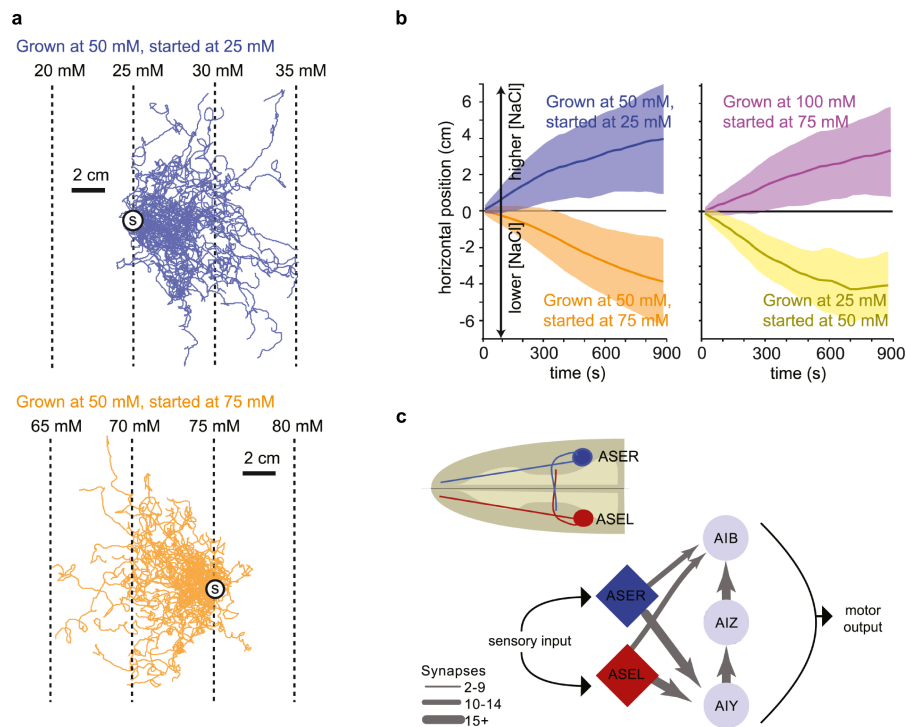 a
Grown at 50 mM, started at 25 mM
20 mM 25 mM 30 mM 35 mM
2 cm
S
Grown at 50 mM, started at 75 mM
65 mM 70 mM 75 mM 80 mM
2 cm
S
b
horizontal position (cm)
6
4
2
0
-2
-4
-6
higher [NaCl]
lower [NaCl]
Grown at 50 mM,
started at 25 mM
Grown at 50 mM,
started at 75 mM
0 300 600 900
time (s)
Grown at 100 mM
started at 75 mM
Grown at 25 mM
started at 50 mM
0 300 600 900
time (s)
c
ASER
ASEL
AIB
ASER
AIZ
sensory input
motor
output
ASEL
AIY
Synapses
2-9
10-14
15+